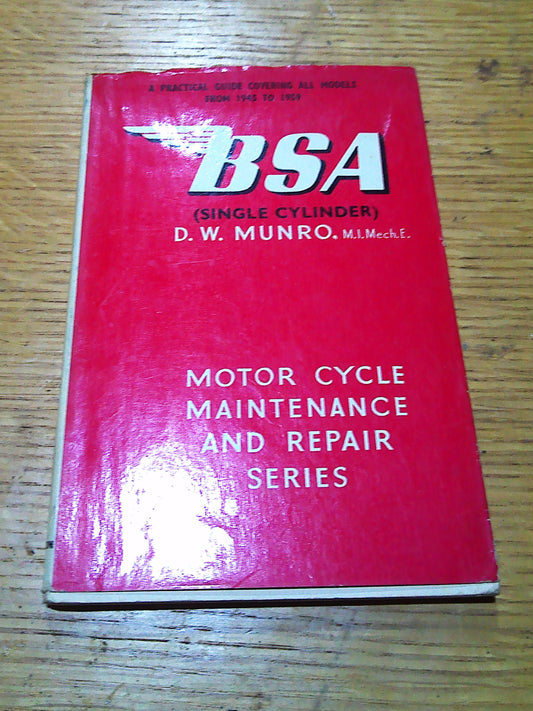 A PRACTICAL GUIDE COVERING ALL MODELS
FROM 1945 TO 1959
BSA
(SINGLE CYLINDER)
D. W. MUNRO. M.I.Mech.E.
MOTOR CYCLE
MAINTENANCE
AND REPAIR
SERIES